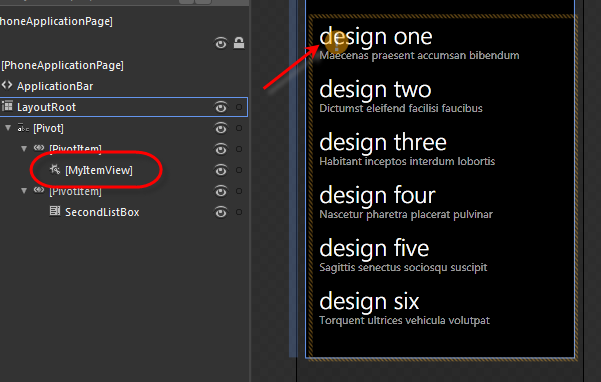 honeApplicationPage]
[PhoneApplicationPage]
ApplicationBar
LayoutRoot
abc [Pivot]
[PivotItem]
[MyItemView]
[PivotItem]
SecondListBox
design one
Maecenas praesent accumsan bibendum
design two
Dictumst eleifend facilisi faucibus
design three
Habitant inceptos interdum lobortis
design four
Nascetur pharetra placerat pulvinar
design five
Sagittis senectus sociosqu suscipit
design six
Torquent ultrices vehicula volutpat